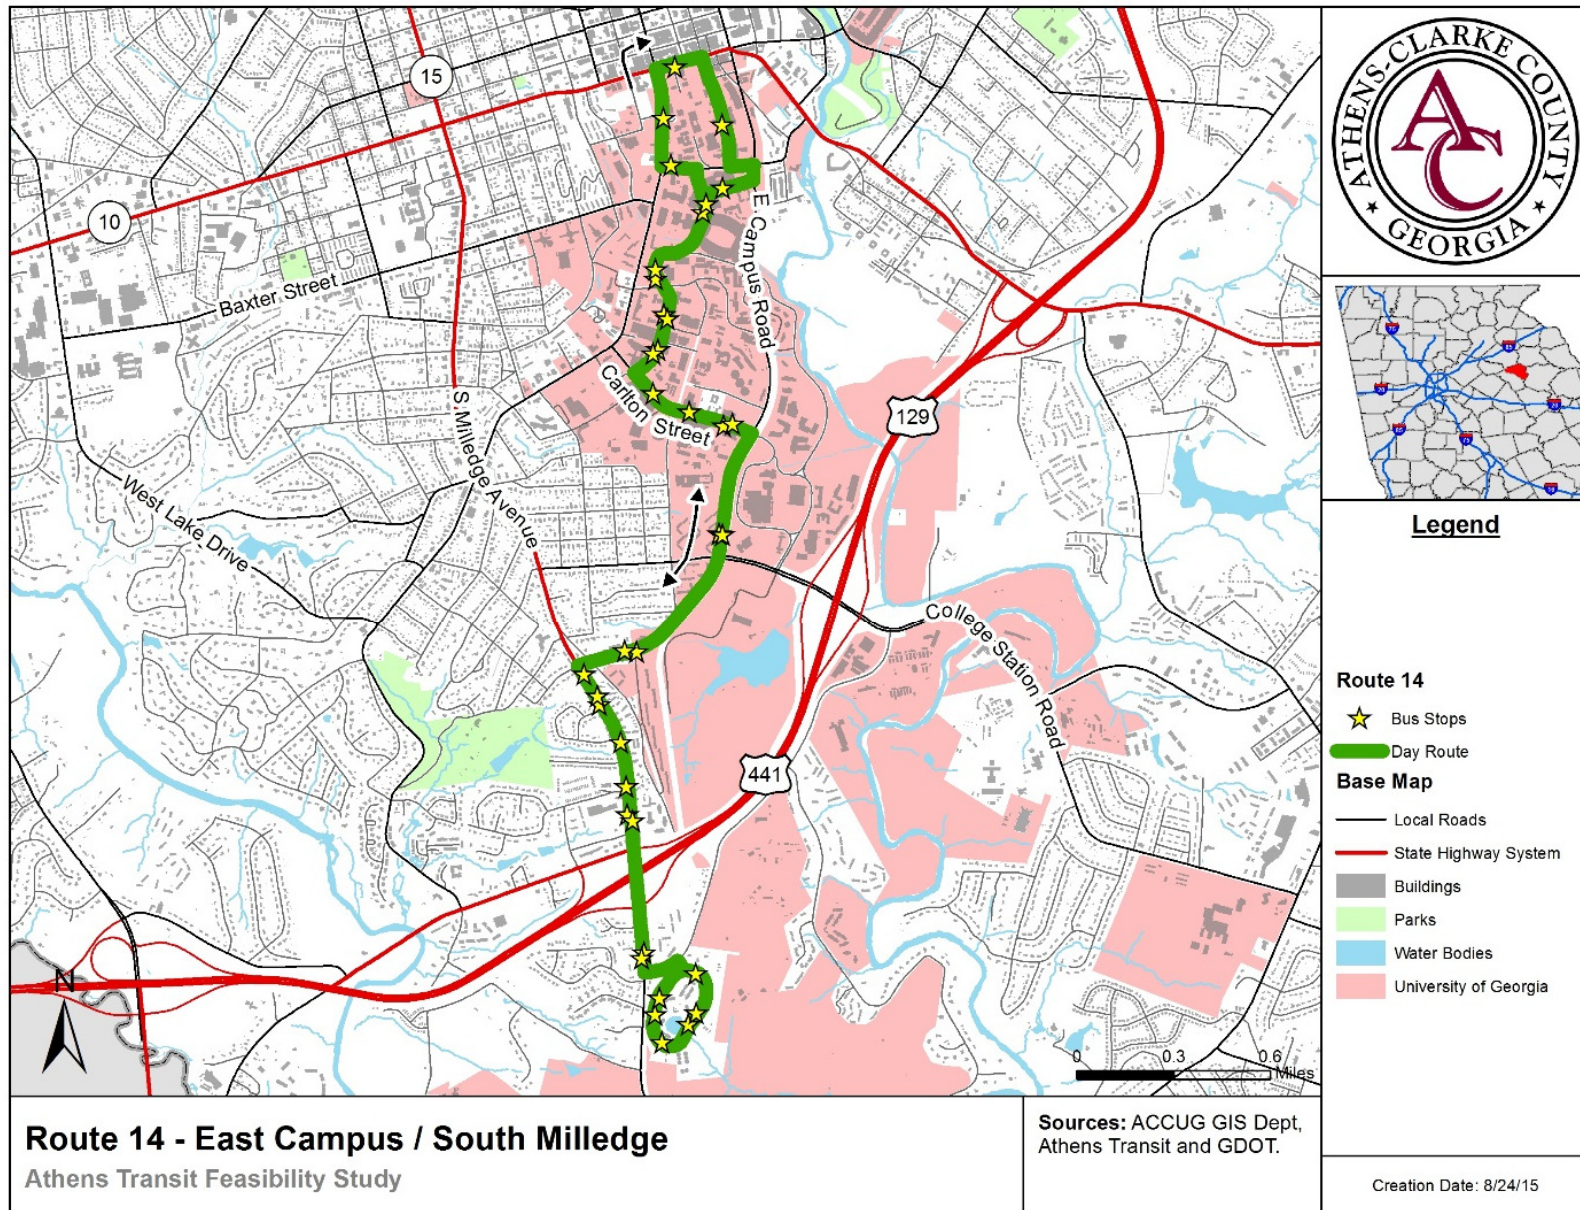 15
10
Baxter Street
S. Milledge Avenue
West Lake Drive
Carlton Street
E. Campus Road
129
College Station Road
441
N
0 0.3 0.6
Miles
ATHENS-CLARKE COUNTY
GEORGIA
AC
Legend
Route 14
Bus Stops
Day Route
Base Map
Local Roads
State Highway System
Buildings
Parks
Water Bodies
University of Georgia
Route 14 - East Campus / South Milledge
Athens Transit Feasibility Study
Sources: ACCUG GIS Dept,
Athens Transit and GDOT.
Creation Date: 8/24/15